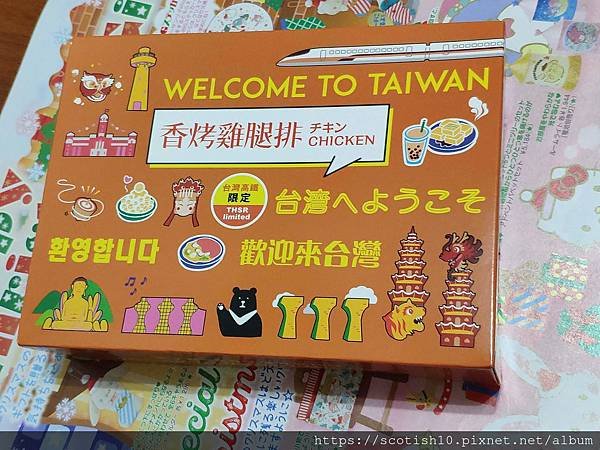 WELCOME TO TAIWAN
香烤雞腿排 チキン CHICKEN
台灣高鐵
限定
THSR
limited
台湾へようこそ
환영합니다
歡迎來台灣
ecial
ristmas
https://scotish10.pixnet.net/album